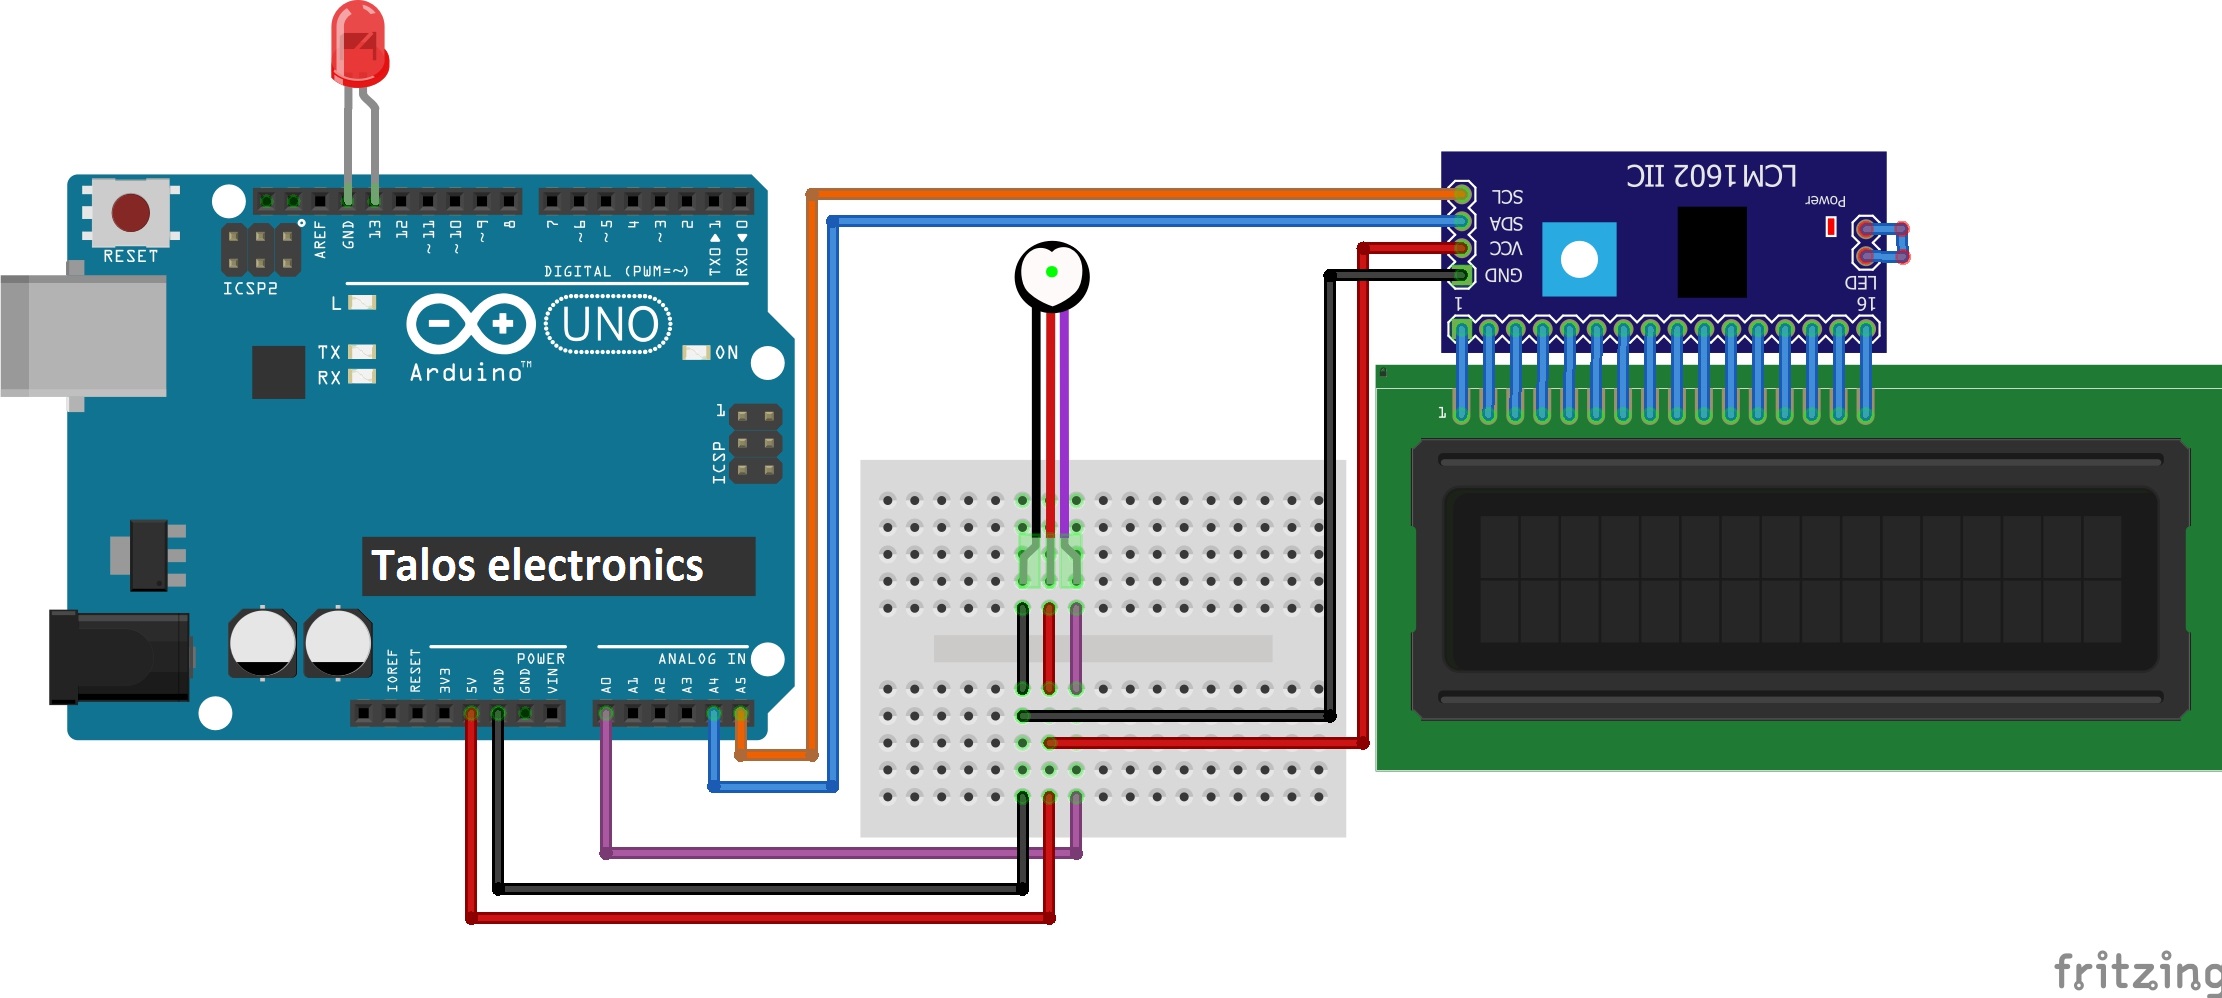 RESET
ICSP2
AREF
GND
13
12
~11
~10
~9
8
7
~6
~5
4
~3
2
TXO▶1
RXO◀0
DIGITAL (PWM=~)
L
TX
RX
UNO
Arduino™
ON
1
ICSP
Talos electronics
IOREF
RESET
3V3
5V
GND
GND
VIN
POWER
ANALOG IN
A0
A1
A2
A3
A4
A5
LCM1602 IIC
SCL
SDA
VCC
GND
Power
LED
1
16
1
fritzing